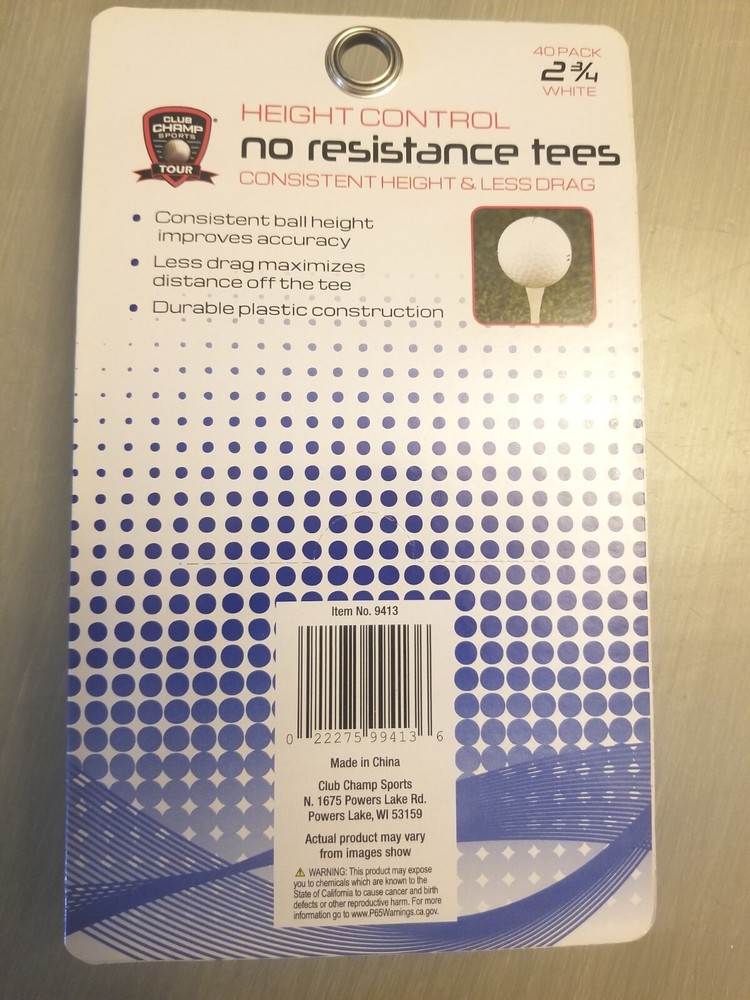 40 PACK
2 3/4
WHITE
CLUB
CHAMP
SPORTS
TOUR
®
HEIGHT CONTROL
no resistance tees
CONSISTENT HEIGHT & LESS DRAG
• Consistent ball height
improves accuracy
• Less drag maximizes
distance off the tee
• Durable plastic construction
Item No. 9413
0 22275 99413 6
Made in China
Club Champ Sports
N. 1675 Powers Lake Rd.
Powers Lake, WI 53159
Actual product may vary
from images show
⚠ WARNING: This product may expose
you to chemicals which are known to the
State of California to cause cancer and birth
defects or other reproductive harm. For more
information go to www.P65Warnings.ca.gov.